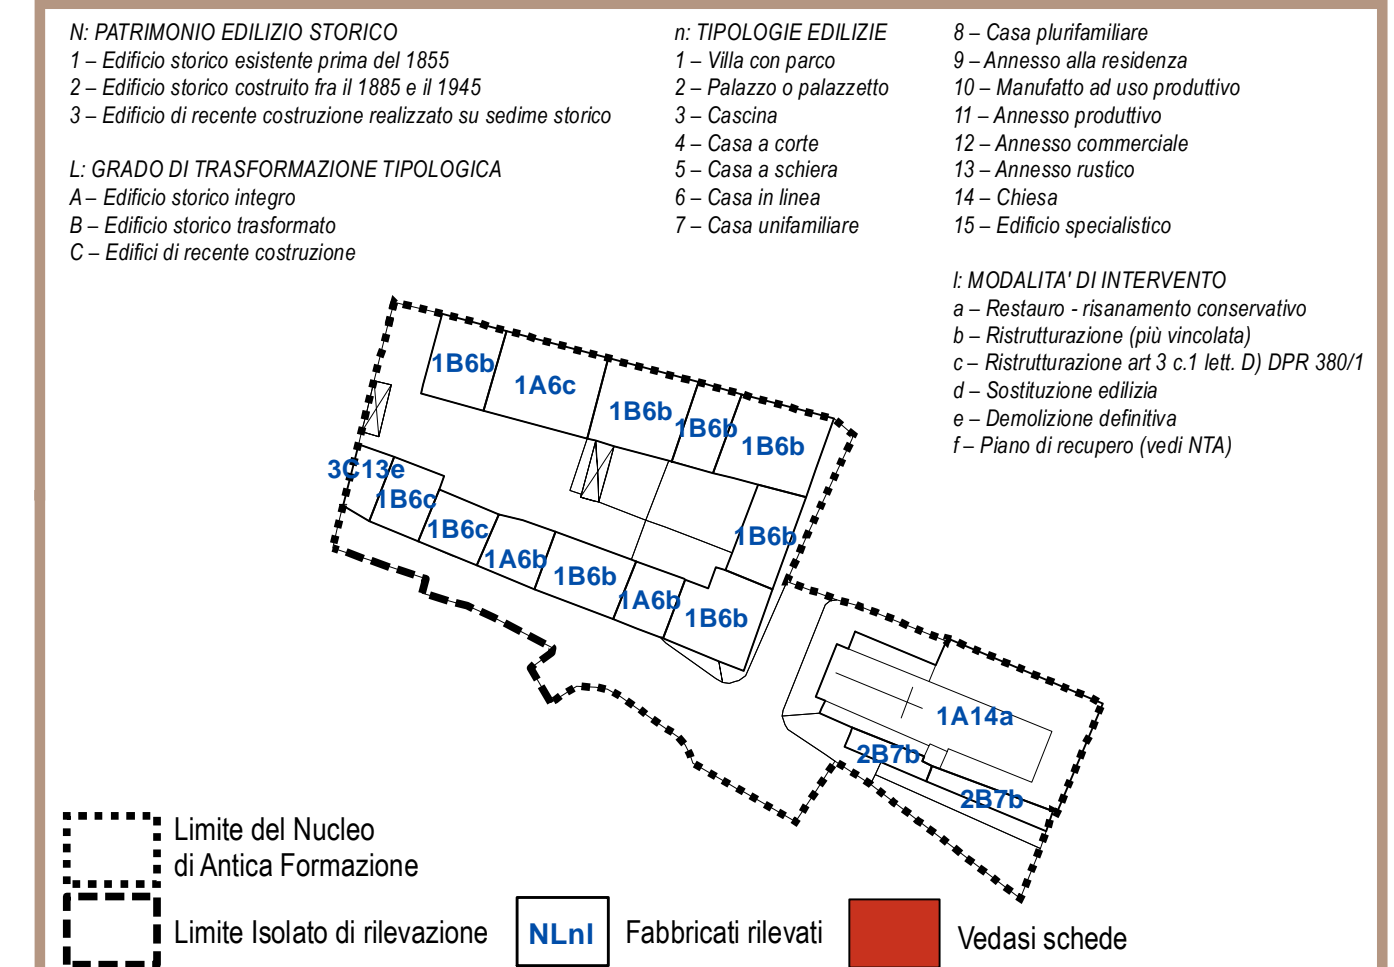 N: PATRIMONIO EDILIZIO STORICO
1 – Edificio storico esistente prima del 1855
2 – Edificio storico costruito fra il 1885 e il 1945
3 – Edificio di recente costruzione realizzato su sedime storico
L: GRADO DI TRASFORMAZIONE TIPOLOGICA
A – Edificio storico integro
B – Edificio storico trasformato
C – Edifici di recente costruzione
n: TIPOLOGIE EDILIZIE
1 – Villa con parco
2 – Palazzo o palazzetto
3 – Cascina
4 – Casa a corte
5 – Casa a schiera
6 – Casa in linea
7 – Casa unifamiliare
8 – Casa plurifamiliare
9 – Annesso alla residenza
10 – Manufatto ad uso produttivo
11 – Annesso produttivo
12 – Annesso commerciale
13 – Annesso rustico
14 – Chiesa
15 – Edificio specialistico
I: MODALITA' DI INTERVENTO
a – Restauro - risanamento conservativo
b – Ristrutturazione (più vincolata)
c – Ristrutturazione art 3 c.1 lett. D) DPR 380/1
d – Sostituzione edilizia
e – Demolizione definitiva
f – Piano di recupero (vedi NTA)
1B6b
1A6c
1B6b
1B6b
1B6b
3C13e
1B6c
1B6c
1A6b
1B6b
1A6b
1B6b
1B6b
1A14a
2B7b
2B7b
Limite del Nucleo
di Antica Formazione
Limite Isolato di rilevazione
NLnI
Fabbricati rilevati
Vedasi schede